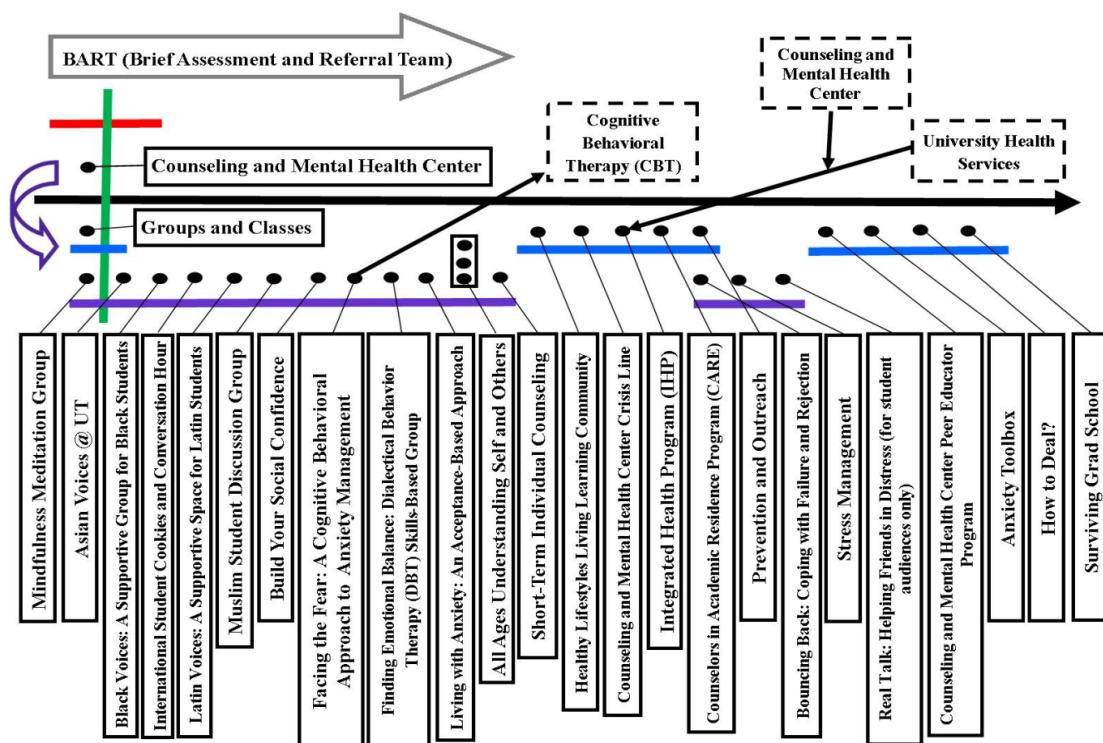 BART (Brief Assessment and Referral Team)
Counseling and
Mental Health
Center
Cognitive
Behavioral
Therapy (CBT)
University Health
Services
Counseling and Mental Health Center
Groups and Classes
Mindfulness Meditation Group
Asian Voices @ UT
Black Voices: A Supportive Group for Black Students
International Student Cookies and Conversation Hour
Latin Voices: A Supportive Space for Latin Students
Muslim Student Discussion Group
Build Your Social Confidence
Facing the Fear: A Cognitive Behavioral
Approach to Anxiety Management
Finding Emotional Balance: Dialectical Behavior
Therapy (DBT) Skills-Based Group
Living with Anxiety: An Acceptance-Based Approach
All Ages Understanding Self and Others
Short-Term Individual Counseling
Healthy Lifestyles Living Learning Community
Counseling and Mental Health Center Crisis Line
Integrated Health Program (IHP)
Counselors in Academic Residence Program (CARE)
Prevention and Outreach
Bouncing Back: Coping with Failure and Rejection
Stress Management
Real Talk: Helping Friends in Distress (for student
audiences only)
Counseling and Mental Health Center Peer Educator
Program
Anxiety Toolbox
How to Deal?
Surviving Grad School